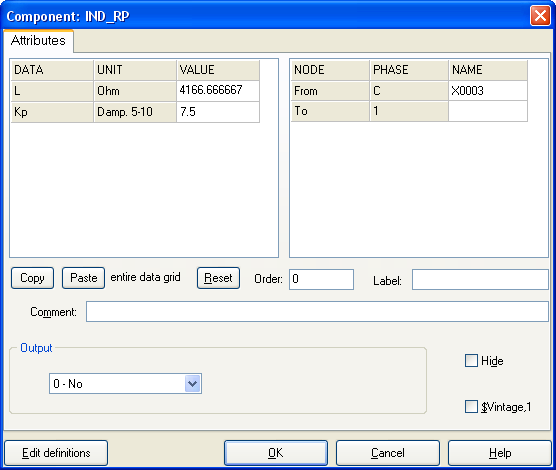 Component: IND_RP
Attributes
DATA UNIT VALUE
L Ohm 4166.666667
Kp Damp. 5-10 7.5
NODE PHASE NAME
From C X0003
To 1
Copy Paste entire data grid Reset Order: 0 Label:
Comment:
Output
0 - No
Hide
$Vintage,1
Edit definitions OK Cancel Help